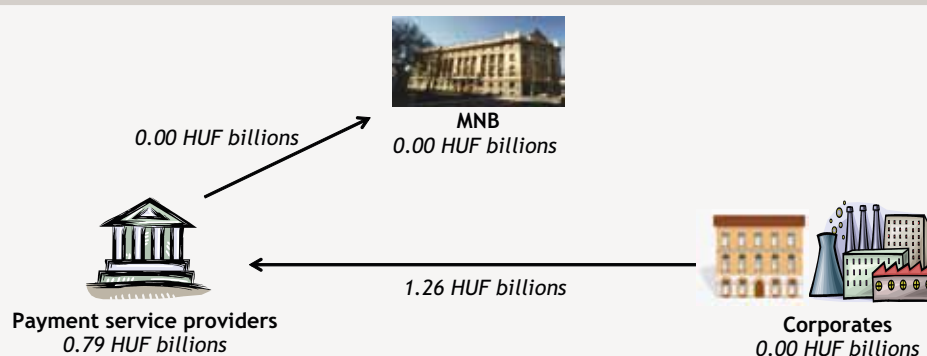 MNB
0.00 HUF billions
0.00 HUF billions
1.26 HUF billions
Payment service providers
0.79 HUF billions
Corporates
0.00 HUF billions